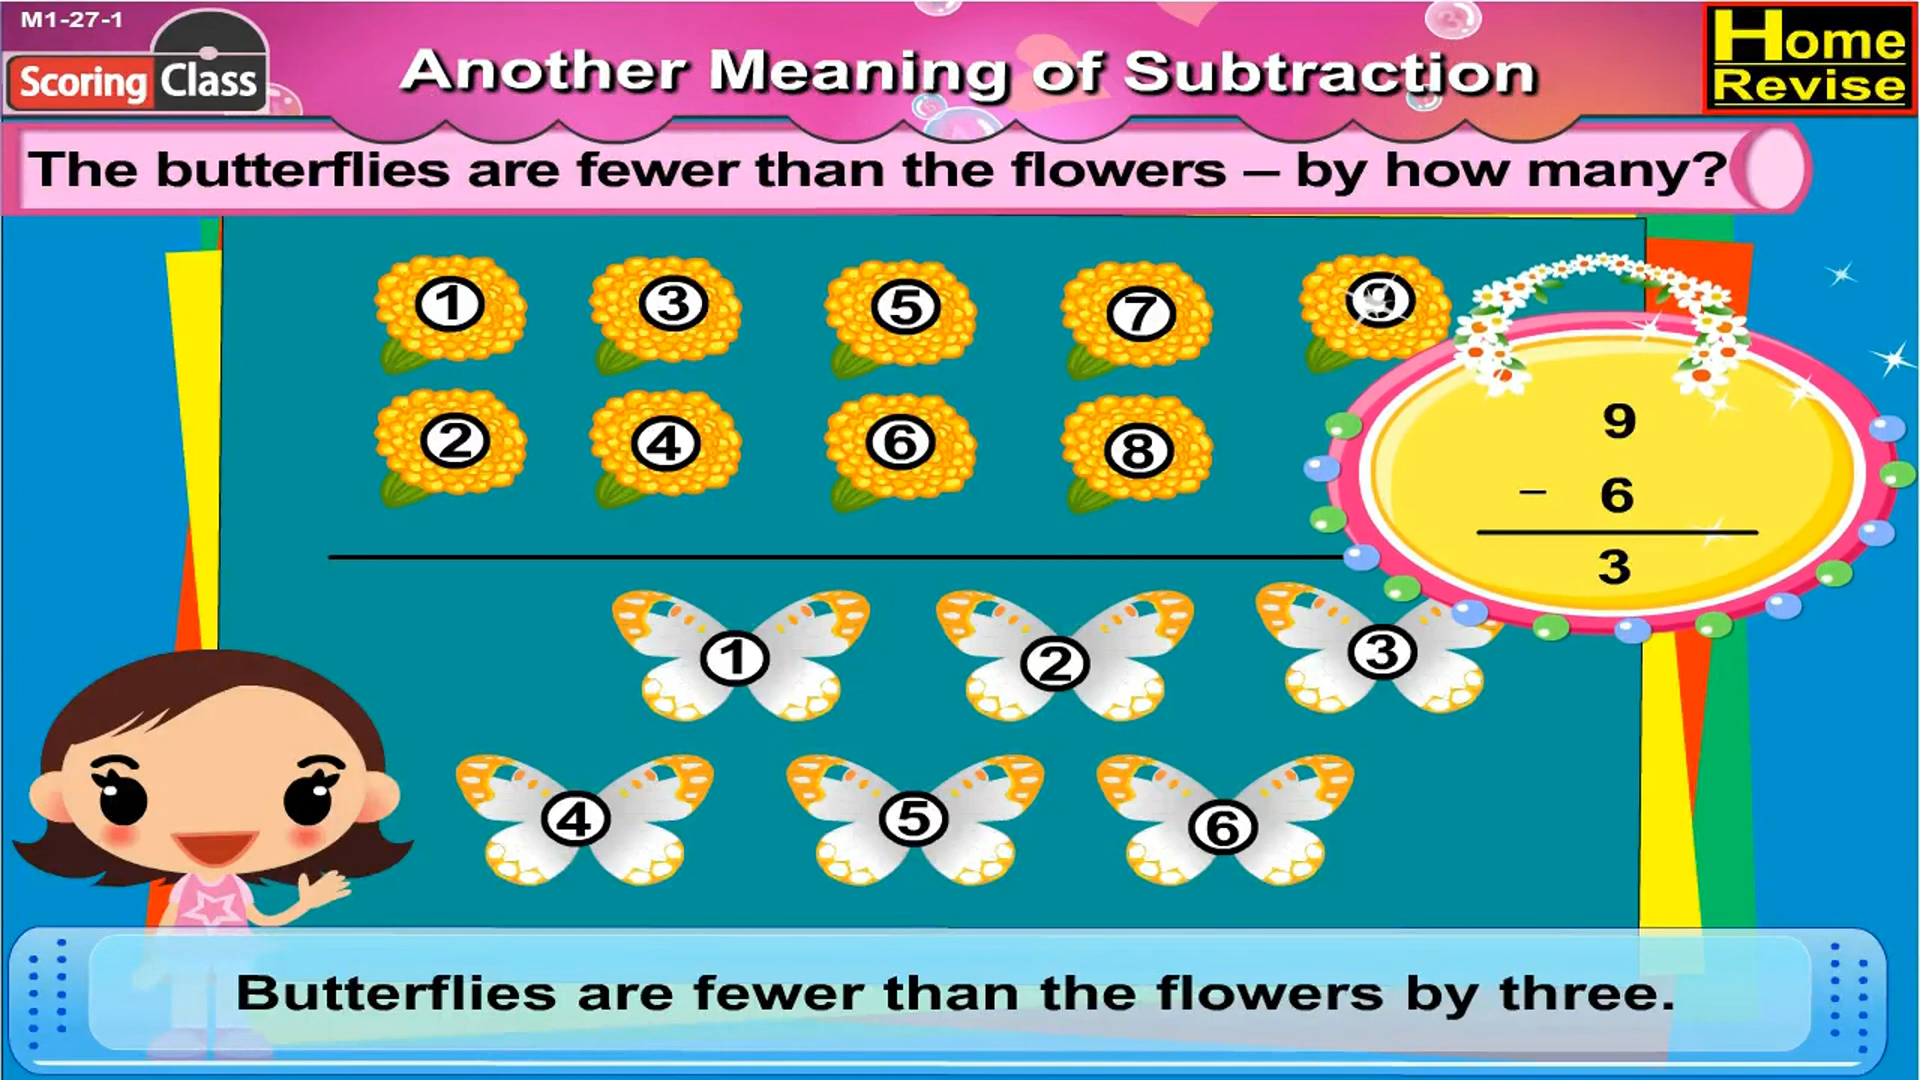 M1-27-1
Scoring Class
Another Meaning of Subtraction
Home
Revise
The butterflies are fewer than the flowers – by how many?
1 3 5 7 9
2 4 6 8
9
– 6
3
1 2 3
4 5 6
Butterflies are fewer than the flowers by three.